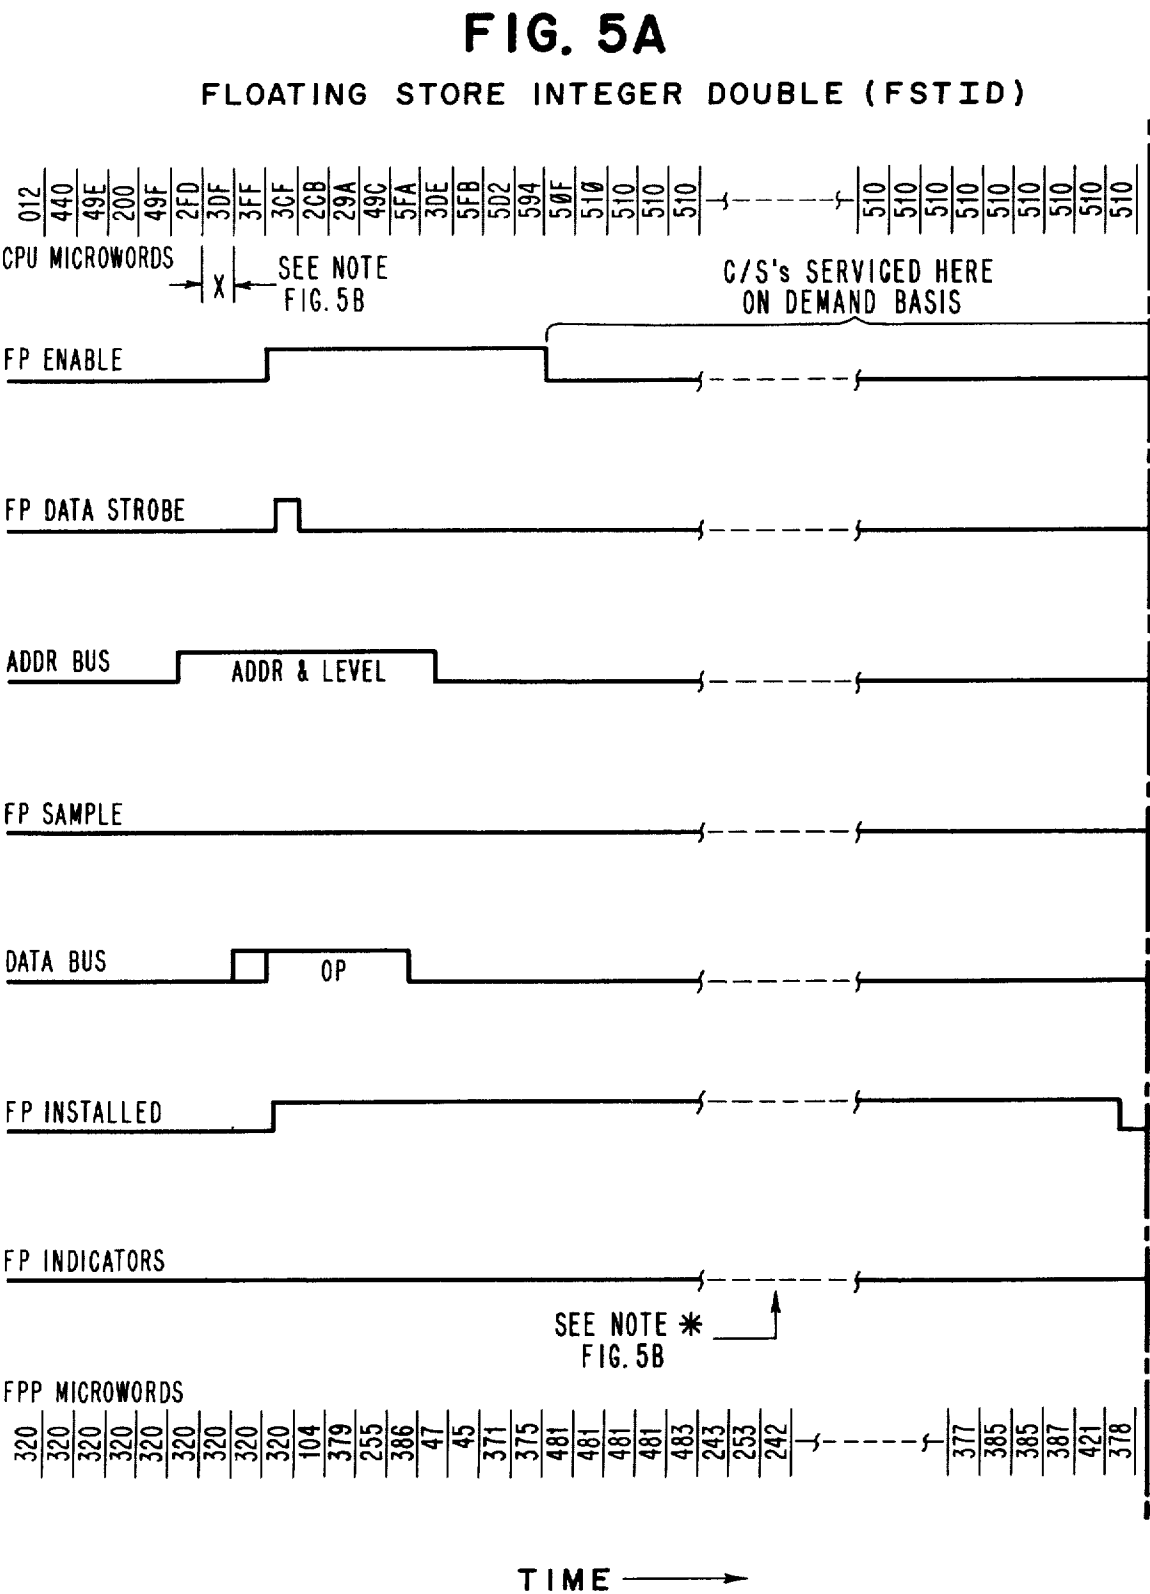 FIG. 5A
FLOATING STORE INTEGER DOUBLE (FSTID)
012 440 49E 200 49F 2FD 3DF 3FF 3CF 2CB 29A 49C 5FA 3DE 5FB 5D2 594 50F 510 510 510 510 510 510 510 510 510 510 510 510 510
CPU MICROWORDS
X
SEE NOTE
FIG. 5B
C/S's SERVICED HERE
ON DEMAND BASIS
FP ENABLE
FP DATA STROBE
ADDR BUS
ADDR & LEVEL
FP SAMPLE
DATA BUS
OP
FP INSTALLED
FP INDICATORS
SEE NOTE *
FIG. 5B
FPP MICROWORDS
320 320 320 320 320 320 320 320 320 104 379 255 386 47 45 371 375 481 481 481 481 483 243 253 242 377 385 385 387 421 378
TIME